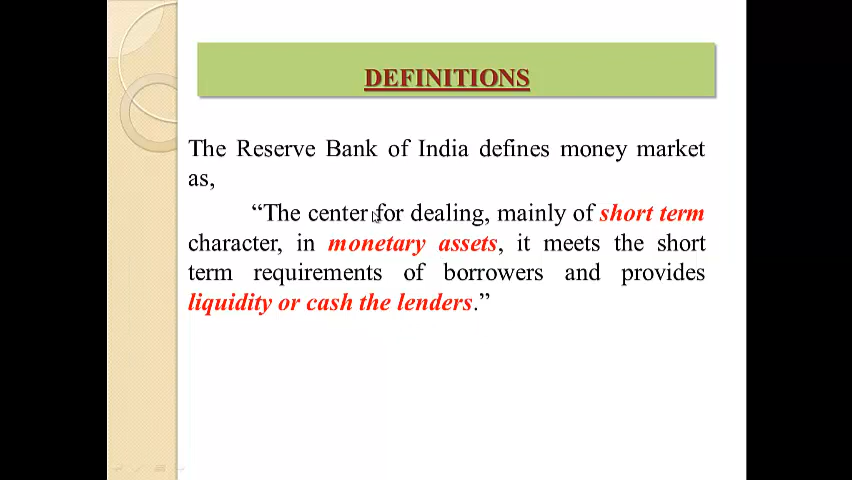 DEFINITIONS
The Reserve Bank of India defines money market
as,
“The center for dealing, mainly of short term
character, in monetary assets, it meets the short
term requirements of borrowers and provides
liquidity or cash the lenders.”